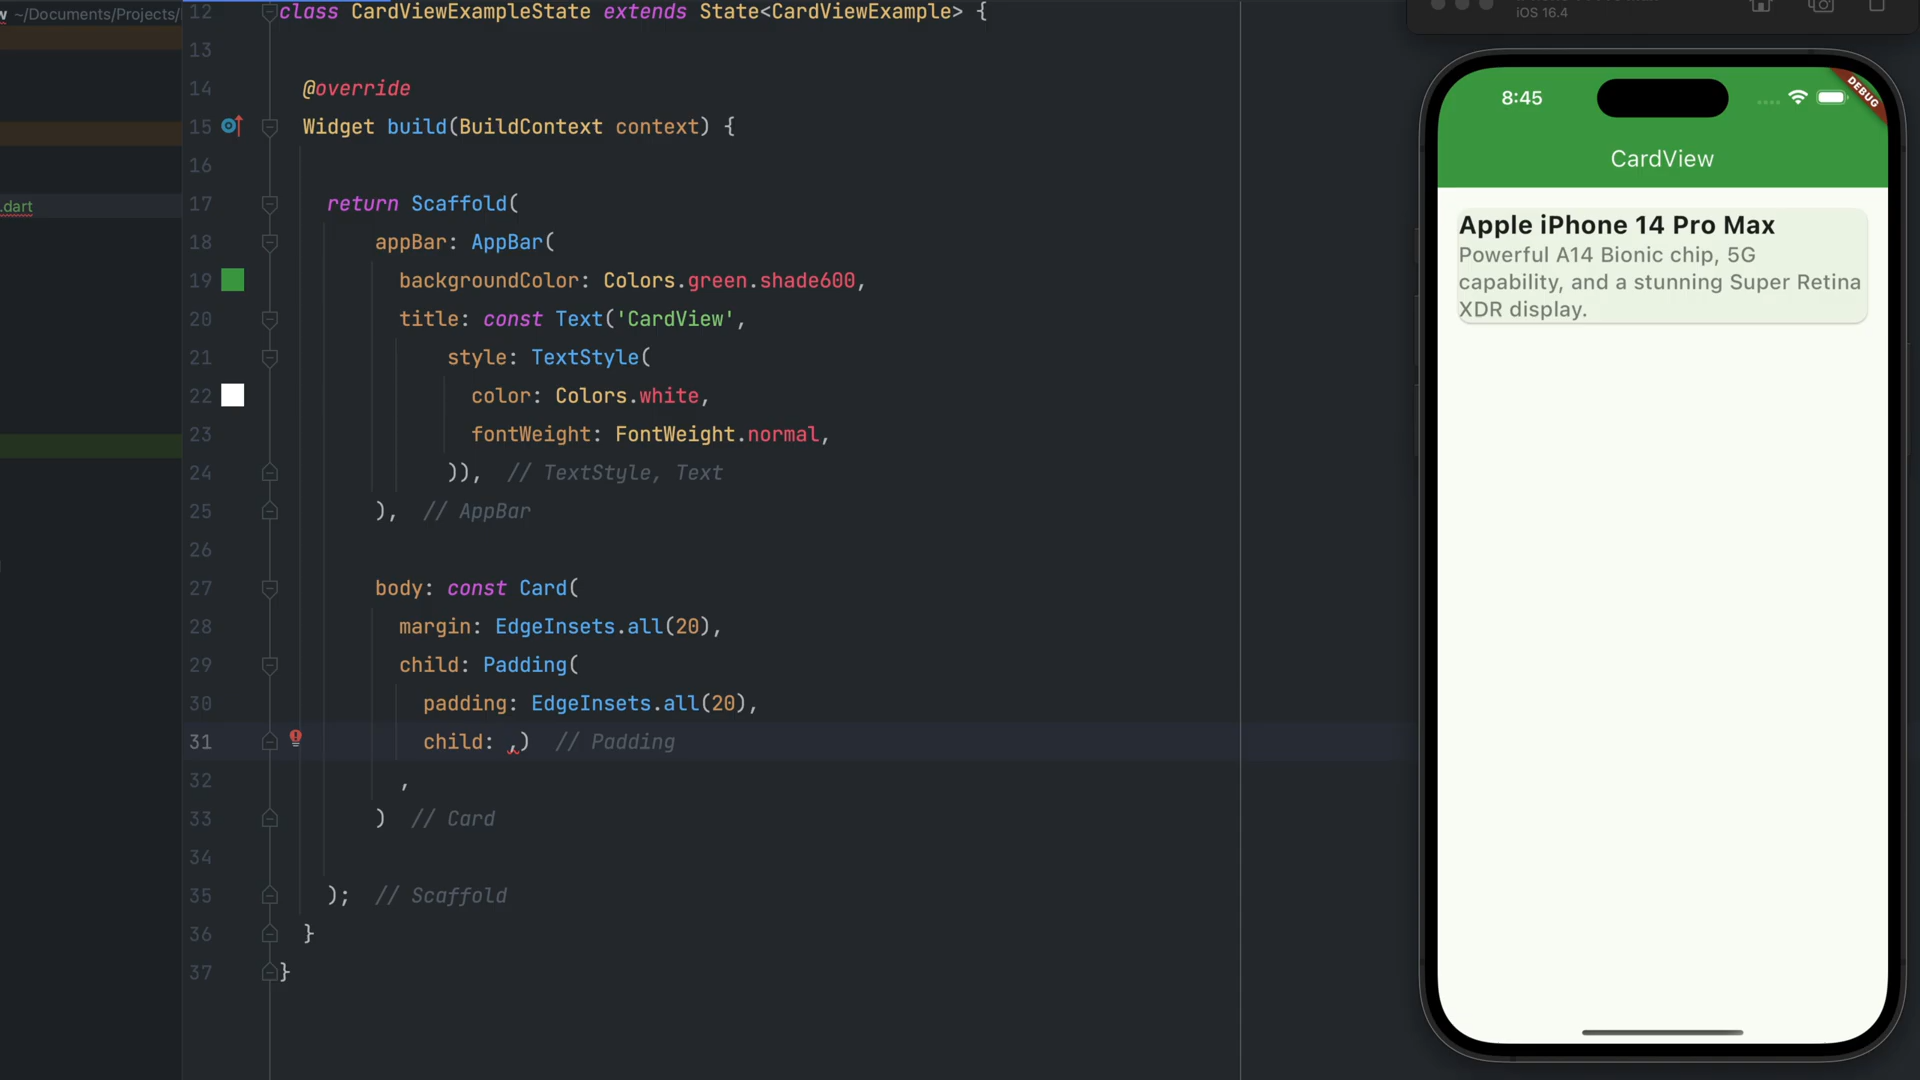 ~/Documents/Projects/
.dart
12 class CardViewExampleState extends State<CardViewExample> {
13
14 @override
15 Widget build(BuildContext context) {
16
17 return Scaffold(
18 appBar: AppBar(
19 backgroundColor: Colors.green.shade600,
20 title: const Text('CardView',
21 style: TextStyle(
22 color: Colors.white,
23 fontWeight: FontWeight.normal,
24 )), // TextStyle, Text
25 ), // AppBar
26
27 body: const Card(
28 margin: EdgeInsets.all(20),
29 child: Padding(
30 padding: EdgeInsets.all(20),
31 child: ,) // Padding
32 ,
33 ) // Card
34
35 ); // Scaffold
36 }
37 }
iOS 16.4
8:45
DEBUG
CardView
Apple iPhone 14 Pro Max
Powerful A14 Bionic chip, 5G
capability, and a stunning Super Retina
XDR display.